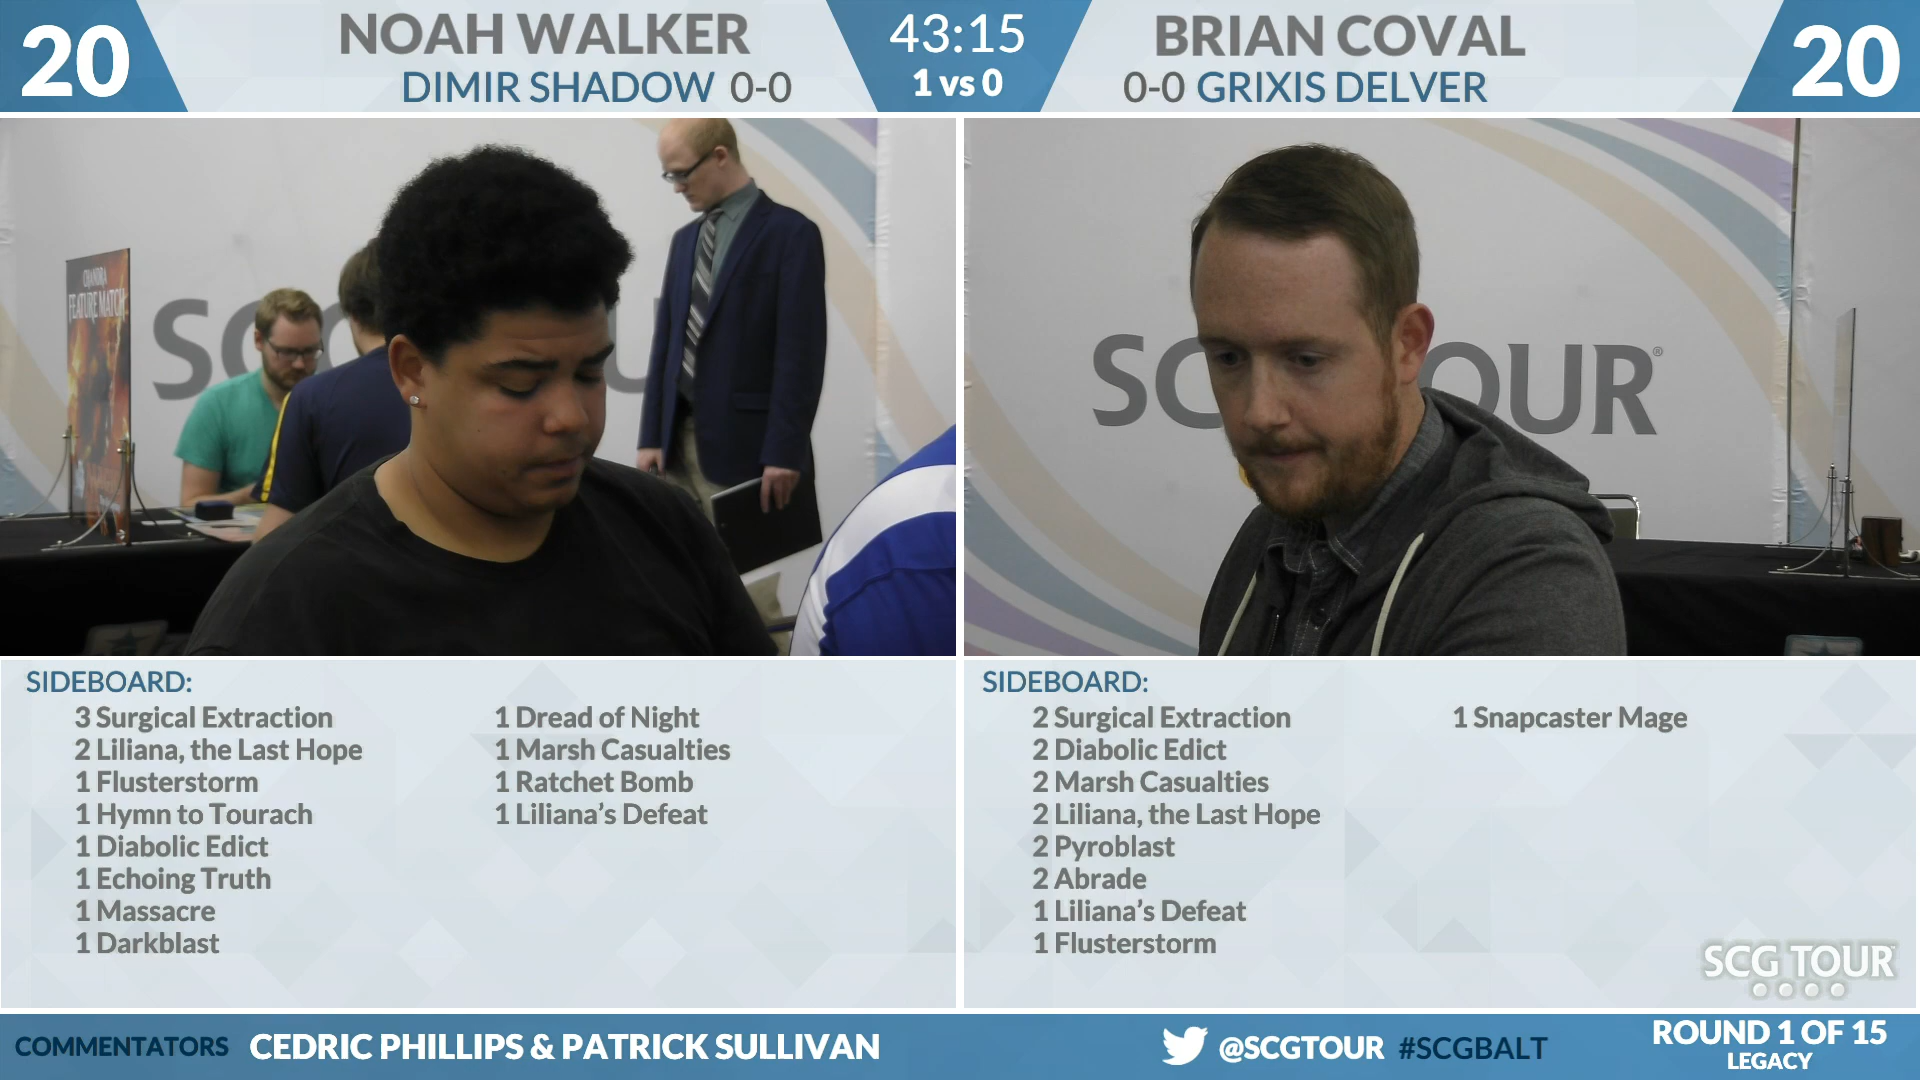 20
NOAH WALKER
DIMIR SHADOW 0-0
43:15
1 vs 0
BRIAN COVAL
0-0 GRIXIS DELVER
20
CHANDRA
FEATURE MATCH
SC
U
SC OUR®
SIDEBOARD:
3 Surgical Extraction
2 Liliana, the Last Hope
1 Flusterstorm
1 Hymn to Tourach
1 Diabolic Edict
1 Echoing Truth
1 Massacre
1 Darkblast
1 Dread of Night
1 Marsh Casualties
1 Ratchet Bomb
1 Liliana's Defeat
SIDEBOARD:
2 Surgical Extraction
2 Diabolic Edict
2 Marsh Casualties
2 Liliana, the Last Hope
2 Pyroblast
2 Abrade
1 Liliana's Defeat
1 Flusterstorm
1 Snapcaster Mage
SCG TOUR
COMMENTATORS CEDRIC PHILLIPS & PATRICK SULLIVAN
@SCGTOUR #SCGBALT
ROUND 1 OF 15
LEGACY